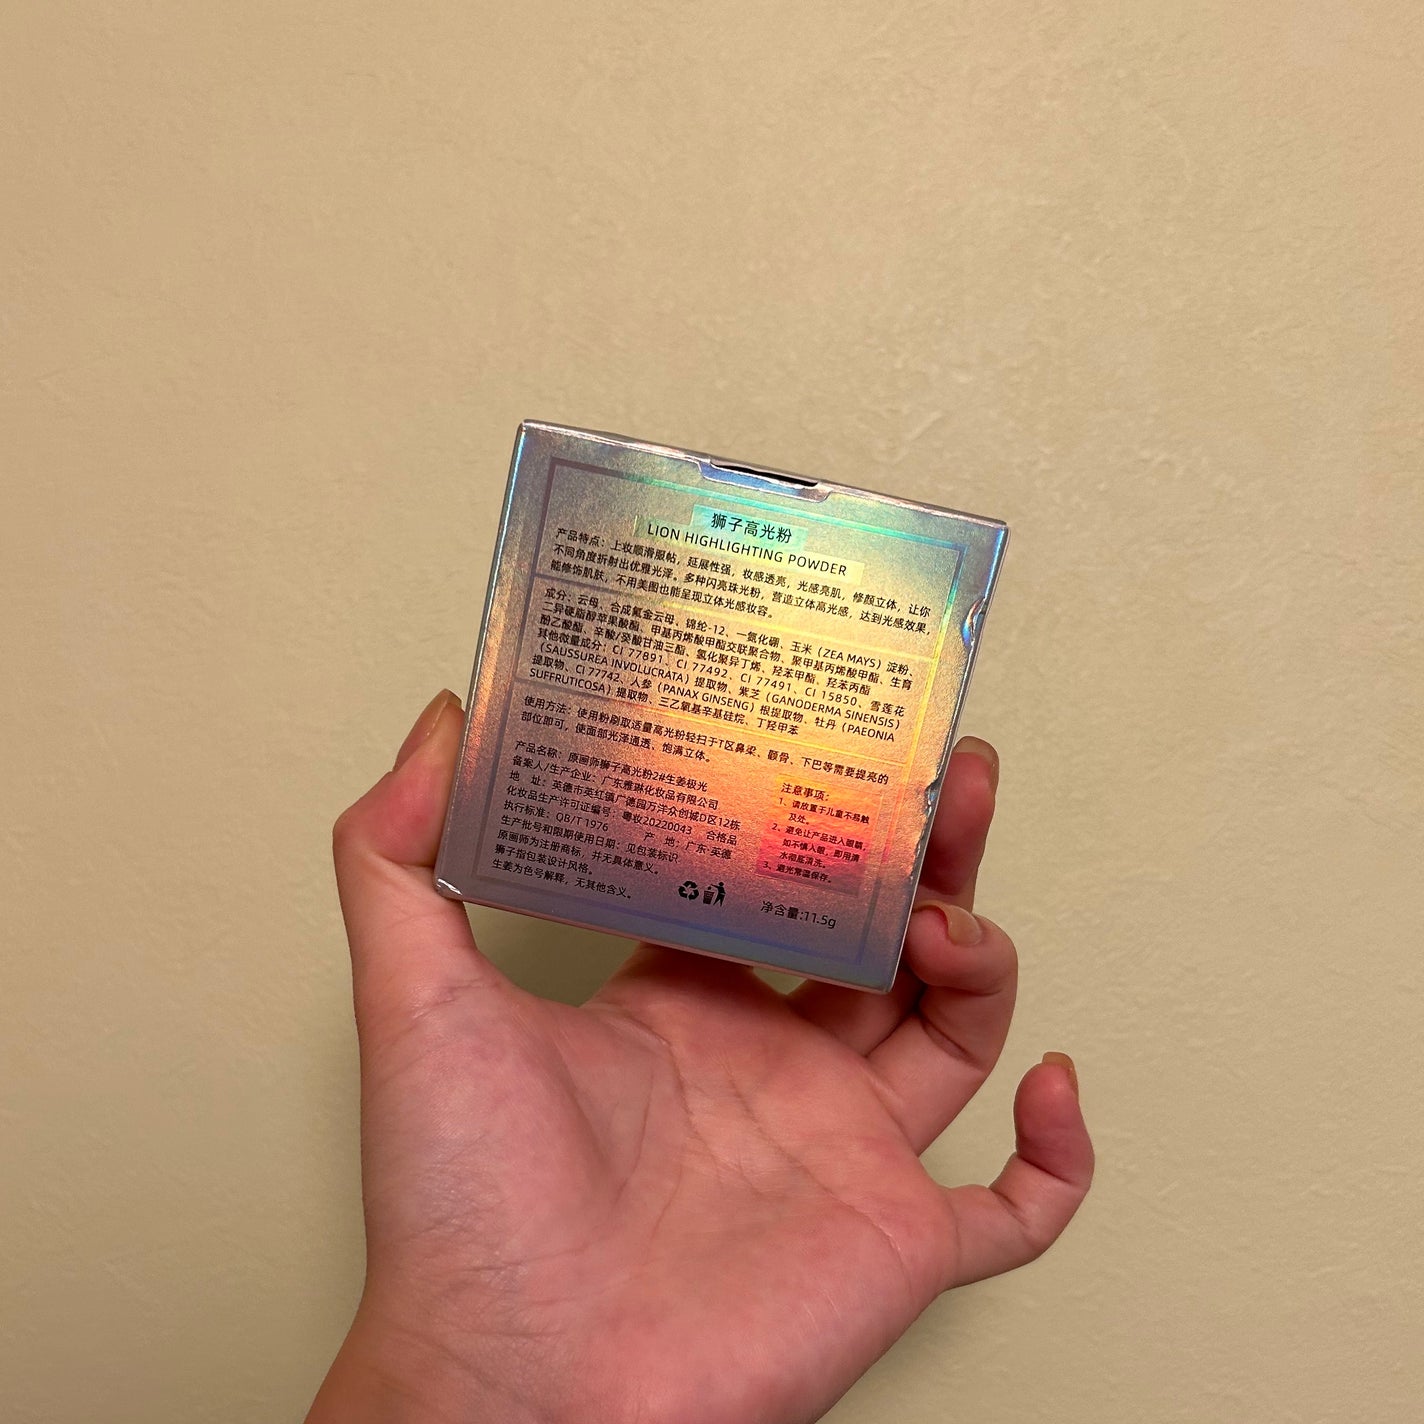 狮子高光粉
LION HIGHLIGHTING POWDER
产品特点：上妆顺滑服帖，延展性强，妆感透亮，光感亮肌，修颜立体，让你
不同角度折射出优雅光泽。多种闪亮珠光粉，营造立体高光感，达到光感效果，
能修饰肌肤，不用美图也能呈现立体光感妆容。
成分：云母、合成氟金云母、锦纶-12、一氮化硼、玉米（ZEA MAYS）淀粉、
二异硬脂醇苹果酸酯、甲基丙烯酸甲酯交联聚合物、聚甲基丙烯酸甲酯、生育
酚乙酸酯、辛酸/癸酸甘油三酯、氢化聚异丁烯、羟苯甲酯、羟苯丙酯
其他微量成分：CI 77891、CI 77492、CI 77491、CI 15850、雪莲花
（SAUSSUREA INVOLUCRATA）提取物、紫芝（GANODERMA SINENSIS）
提取物、CI 77742、人参（PANAX GINSENG）根提取物、牡丹（PAEONIA
SUFFRUTICOSA）提取物、三乙氧基辛基硅烷、丁羟甲苯
使用方法：使用粉刷取适量高光粉轻扫于T区鼻梁、颧骨、下巴等需要提亮的
部位即可，使面部光泽通透、饱满立体。
产品名称：原画师狮子高光粉2#生姜极光
备案人/生产企业：广东雅琳化妆品有限公司
地 址：英德市英红镇广德园万洋众创城D区12栋
化妆品生产许可证编号：粤妆20220043 合格品
执行标准：QB/T 1976 产 地：广东·英德
生产批号和限期使用日期：见包装标识
原画师为注册商标，并无具体意义。
狮子指包装设计风格。
生姜为色号解释，无其他含义。
注意事项：
1、请放置于儿童不易触
及处。
2、避免让产品进入眼睛，
如不慎入眼，即用清
水彻底清洗。
3、避光常温保存。
净含量:11.5g